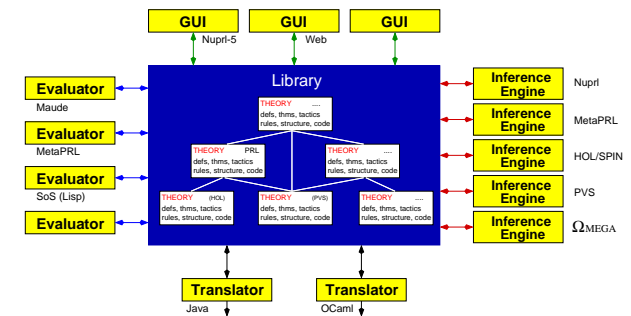 GUI GUI GUI
Nuprl-5 Web
Library
Evaluator
Maude
Evaluator
MetaPRL
Evaluator
SoS (Lisp)
Evaluator
THEORY ....
defs, thms, tactics
rules, structure, code
THEORY PRL
defs, thms, tactics
rules, structure, code
THEORY ....
defs, thms, tactics
rules, structure, code
THEORY (HOL)
defs, thms, tactics
rules, structure, code
THEORY (PVS)
defs, thms, tactics
rules, structure, code
THEORY ....
defs, thms, tactics
rules, structure, code
Inference
Engine
Nuprl
Inference
Engine
MetaPRL
Inference
Engine
HOL/SPIN
Inference
Engine
PVS
Inference
Engine
ΩMEGA
Translator
Java
Translator
OCaml